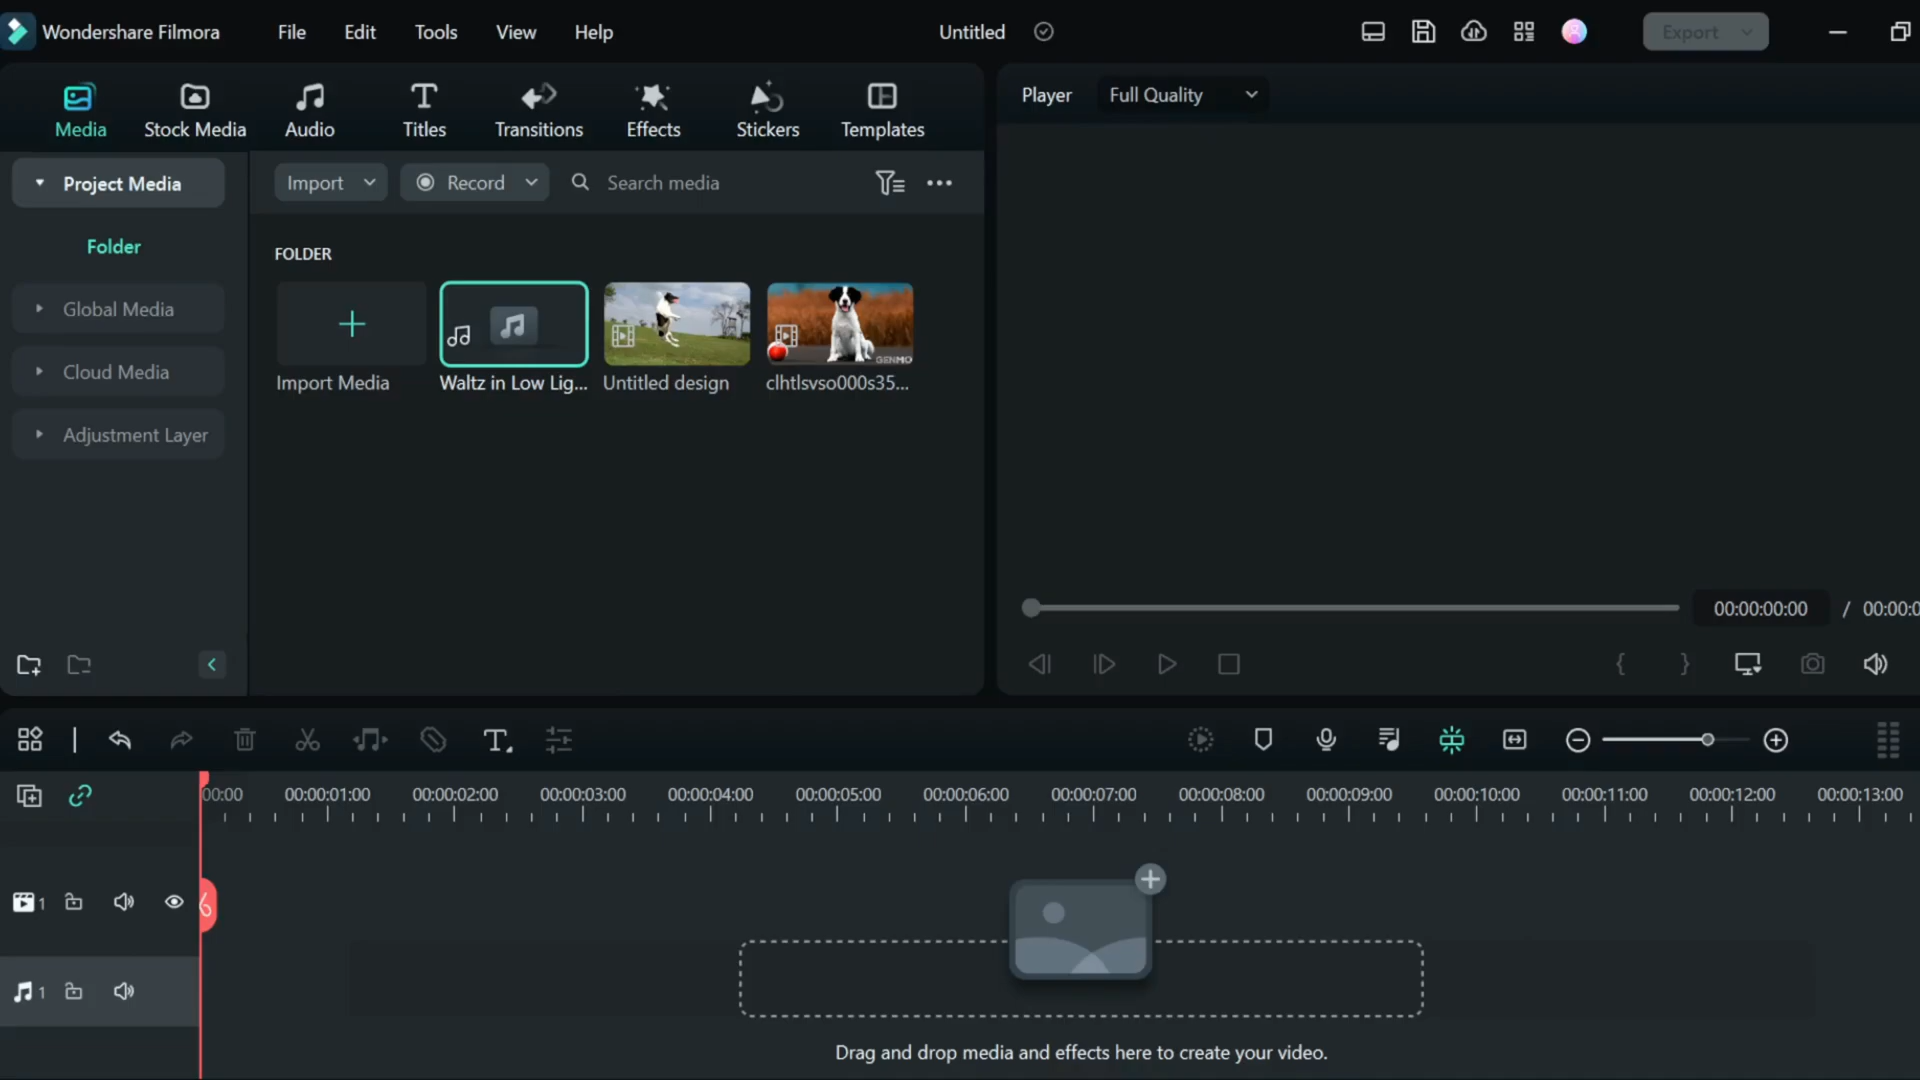 Wondershare Filmora File Edit Tools View Help Untitled Export
Media Stock Media Audio Titles Transitions Effects Stickers Templates
Player Full Quality
Project Media
Import Record Search media
Folder
FOLDER
Global Media
Cloud Media
Adjustment Layer
GENMO
Import Media Waltz in Low Lig... Untitled design clhtlsvso000s35...
00:00:00:00 / 00:00:0
{ }
00:00 00:00:01:00 00:00:02:00 00:00:03:00 00:00:04:00 00:00:05:00 00:00:06:00 00:00:07:00 00:00:08:00 00:00:09:00 00:00:10:00 00:00:11:00 00:00:12:00 00:00:13:00
1
1
Drag and drop media and effects here to create your video.